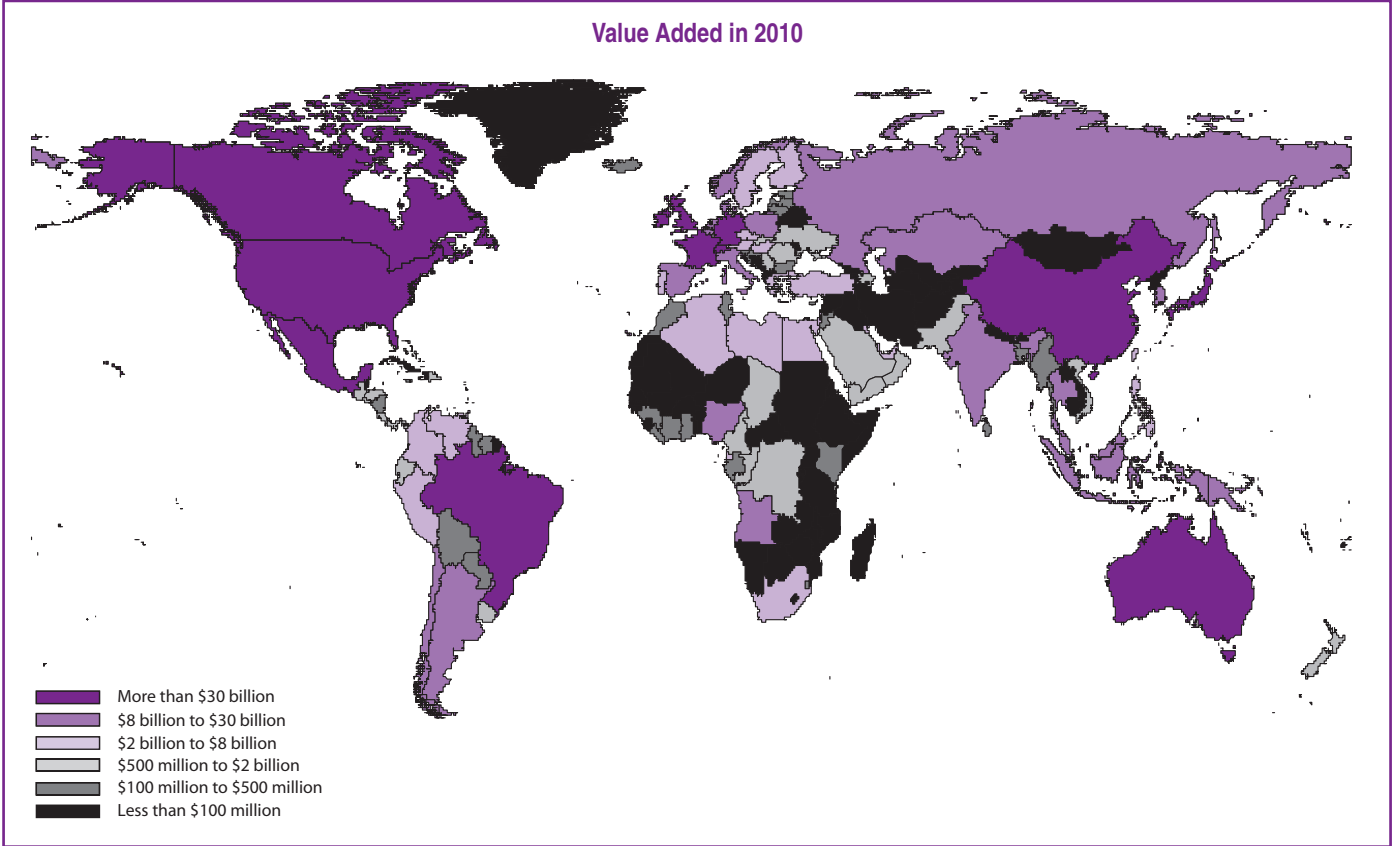 Value Added in 2010
More than $30 billion
$8 billion to $30 billion
$2 billion to $8 billion
$500 million to $2 billion
$100 million to $500 million
Less than $100 million